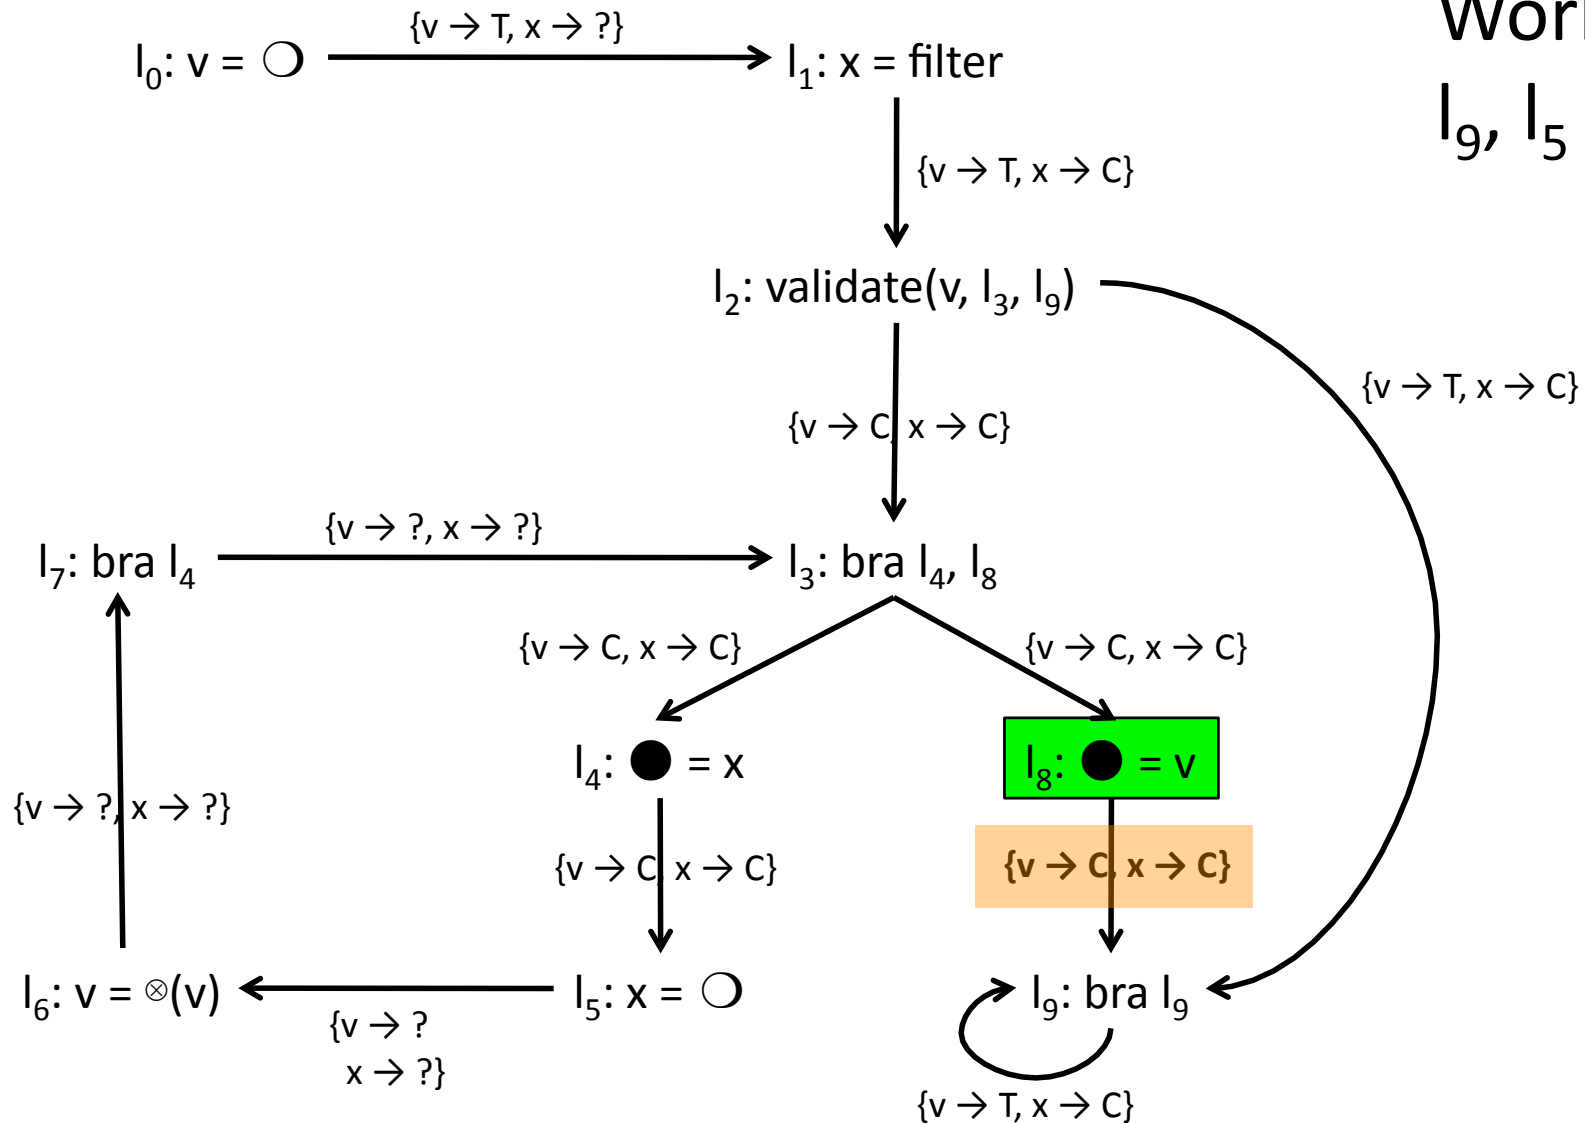 Worl
{v → T, x → ?}
l₀: v = ❍
l₁: x = filter
l₉, l₅
{v → T, x → C}
l₂: validate(v, l₃, l₉)
{v → T, x → C}
{v → C, x → C}
{v → ?, x → ?}
l₇: bra l₄
l₃: bra l₄, l₈
{v → C, x → C}
{v → C, x → C}
l₄: ● = x
l₈: ● = v
{v → ?, x → ?}
{v → C, x → C}
{v → C, x → C}
l₆: v = ⊗(v)
l₅: x = ❍
l₉: bra l₉
{v → ?
x → ?}
{v → T, x → C}